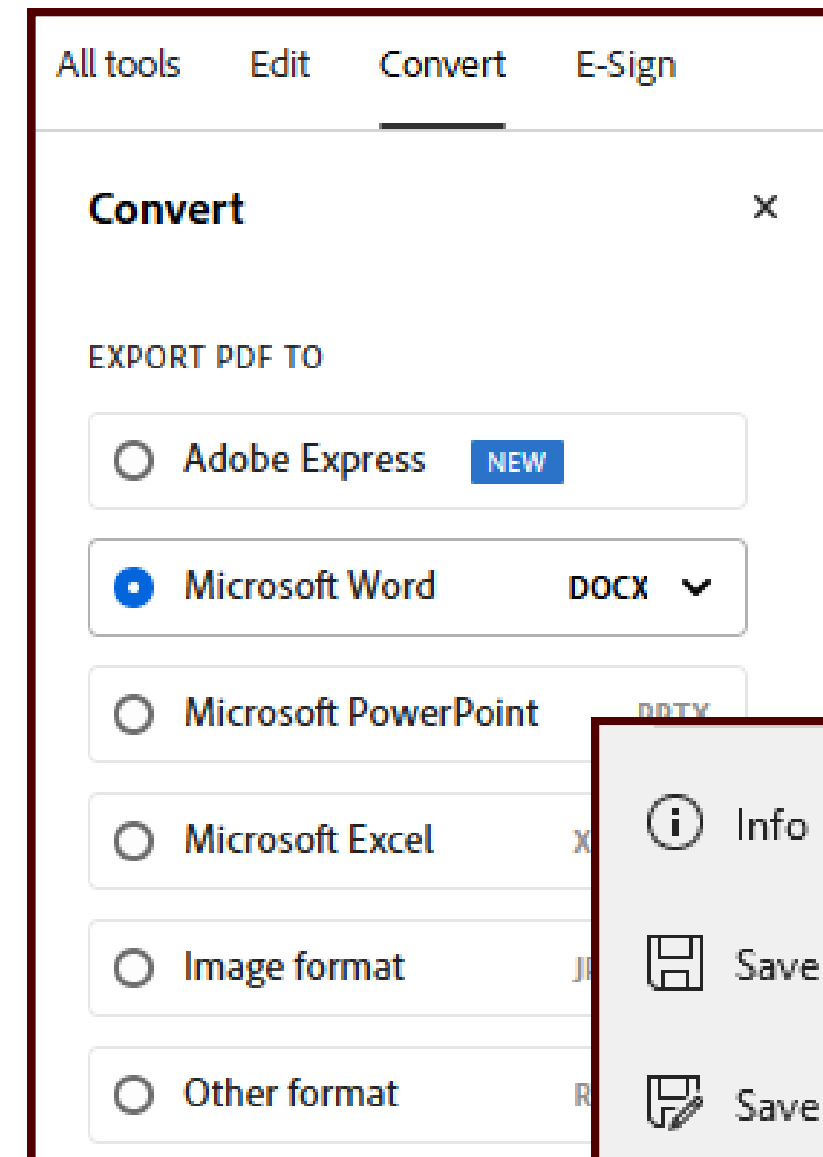 All tools Edit Convert E-Sign
Convert
EXPORT PDF TO
Adobe Express NEW
Microsoft Word DOCX
Microsoft PowerPoint
Microsoft Excel
Image format
Other format
Info
Save
Save